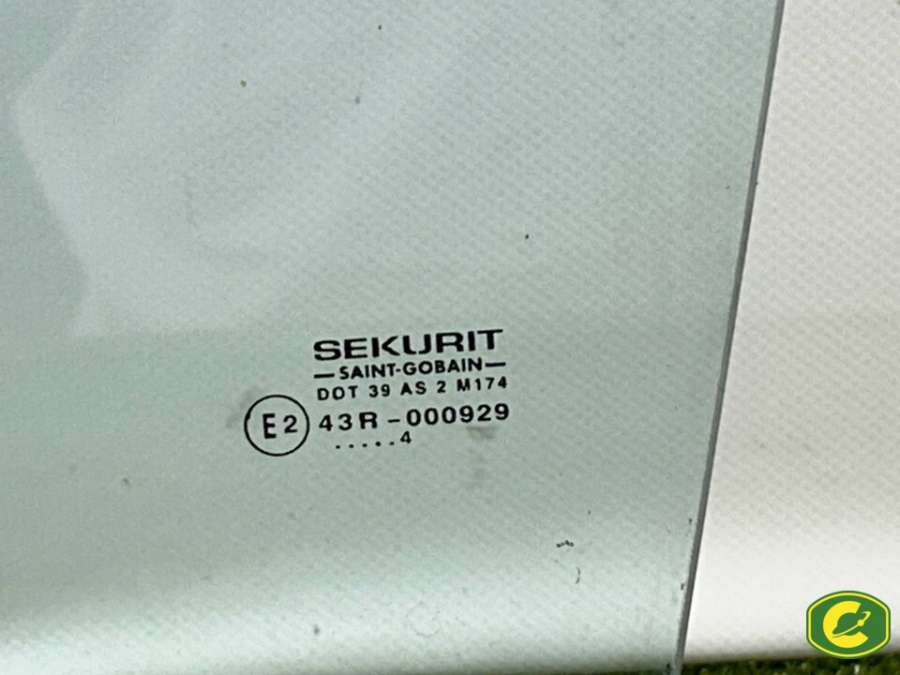 SEKURIT
—SAINT-GOBAIN—
DOT 39 AS 2 M174
E2 43R-000929
.....4
C